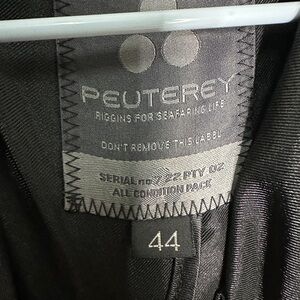 PEUTEREY
RIGGINS FOR SEAFARING LIFE
DON'T REMOVE THIS LABEL
SERIAL no 7.22 PTY 02
ALL CONDITION PACK
44